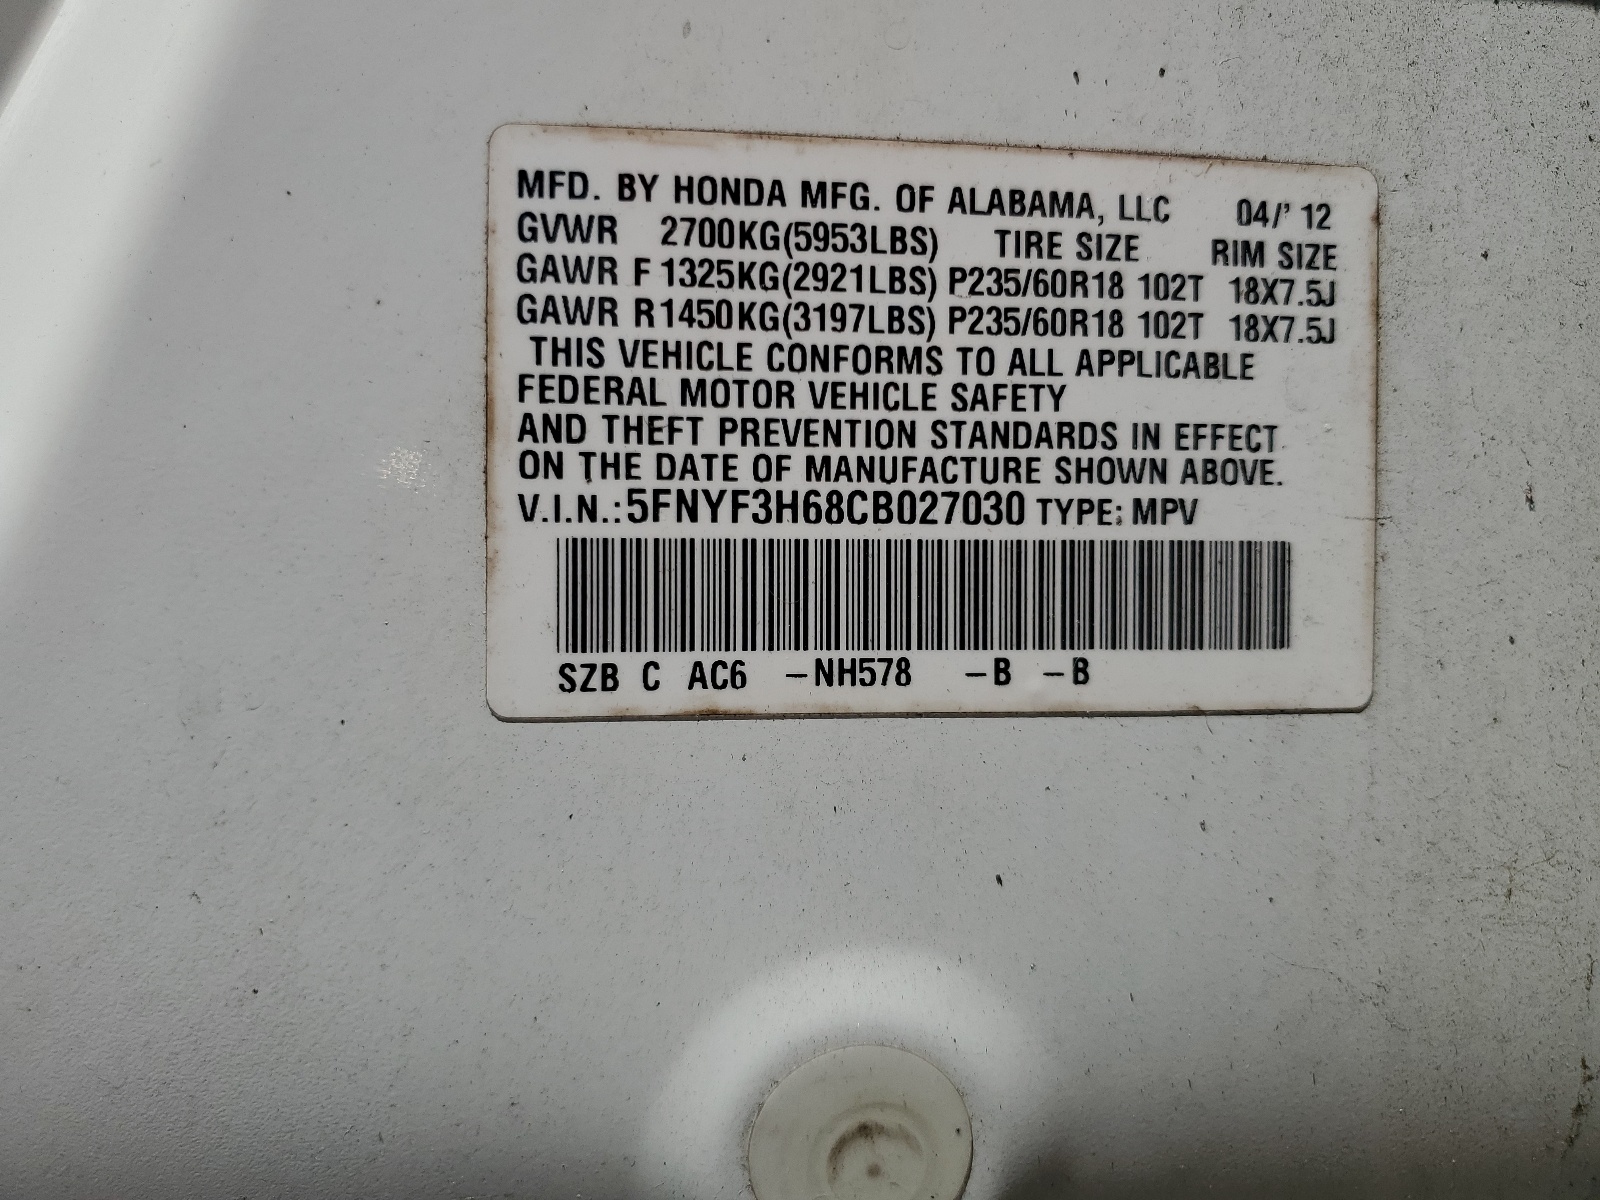 MFD. BY HONDA MFG. OF ALABAMA, LLC 04/' 12
GVWR 2700KG(5953LBS) TIRE SIZE RIM SIZE
GAWR F 1325KG(2921LBS) P235/60R18 102T 18X7.5J
GAWR R 1450KG(3197LBS) P235/60R18 102T 18X7.5J
THIS VEHICLE CONFORMS TO ALL APPLICABLE
FEDERAL MOTOR VEHICLE SAFETY
AND THEFT PREVENTION STANDARDS IN EFFECT
ON THE DATE OF MANUFACTURE SHOWN ABOVE.
V.I.N.: 5FNYF3H68CB027030 TYPE: MPV
SZB C AC6 -NH578 -B -B